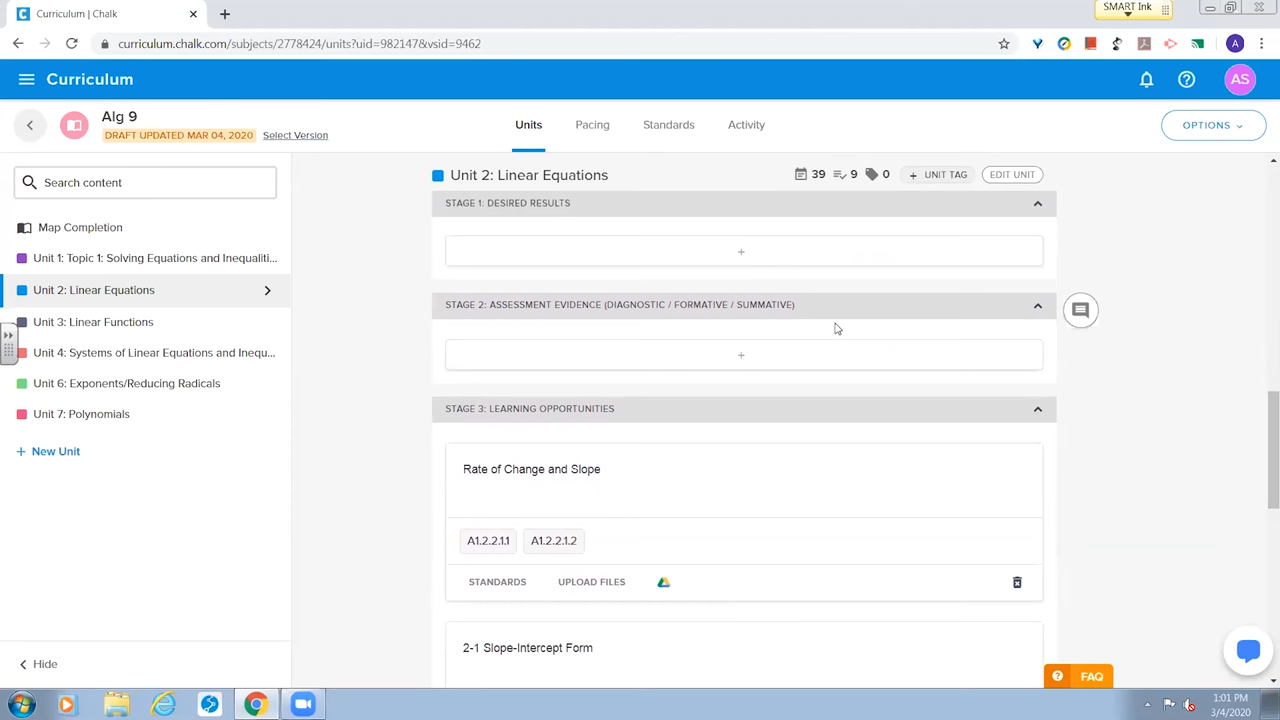 Curriculum | Chalk
SMART Ink
curriculum.chalk.com/subjects/2778424/units?uid=982147&vsid=9462
A
Curriculum
AS
Alg 9
DRAFT UPDATED MAR 04, 2020 Select Version
Units Pacing Standards Activity
OPTIONS
Search content
Map Completion
Unit 1: Topic 1: Solving Equations and Inequaliti...
Unit 2: Linear Equations
Unit 3: Linear Functions
Unit 4: Systems of Linear Equations and Inequ...
Unit 6: Exponents/Reducing Radicals
Unit 7: Polynomials
+ New Unit
Hide
Unit 2: Linear Equations 39 9 0 + UNIT TAG EDIT UNIT
STAGE 1: DESIRED RESULTS
+
STAGE 2: ASSESSMENT EVIDENCE (DIAGNOSTIC / FORMATIVE / SUMMATIVE)
+
STAGE 3: LEARNING OPPORTUNITIES
Rate of Change and Slope
A1.2.2.1.1 A1.2.2.1.2
STANDARDS UPLOAD FILES
2-1 Slope-Intercept Form
? FAQ
1:01 PM
3/4/2020